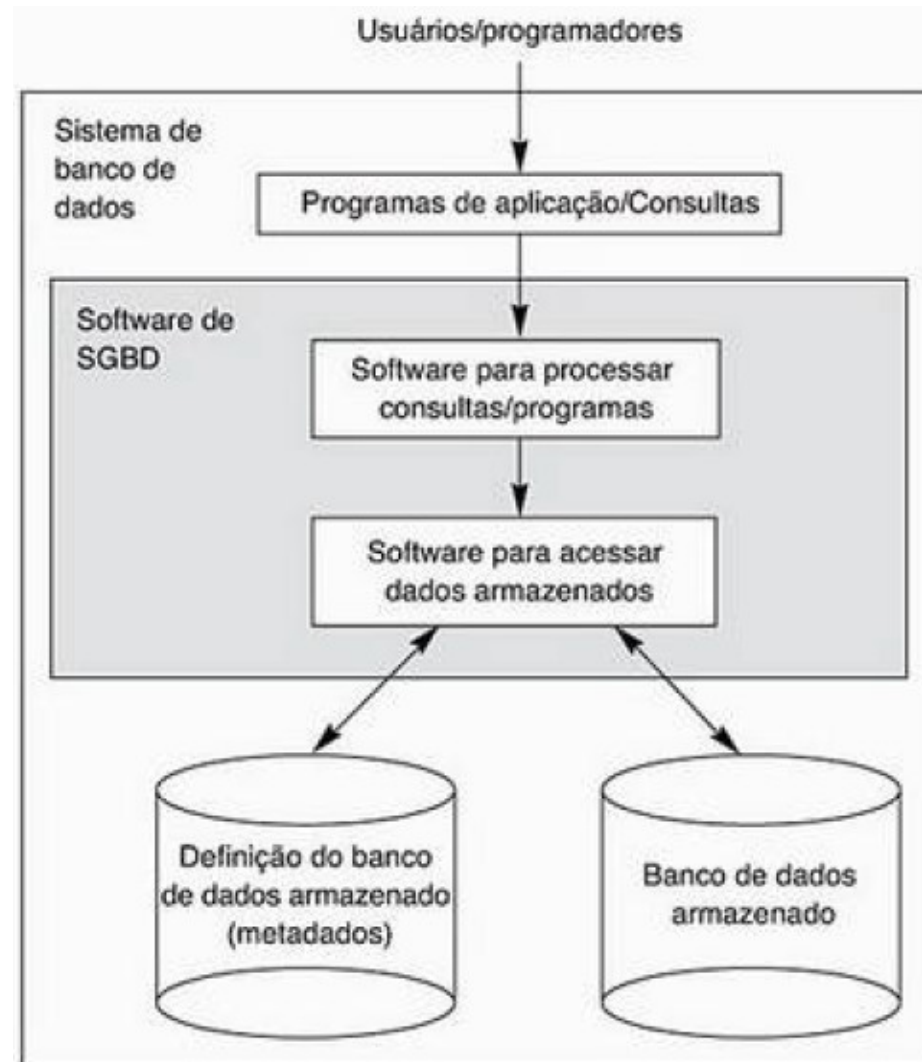 Usuários/programadores
Sistema de
banco de
dados
Programas de aplicação/Consultas
Software de
SGBD
Software para processar
consultas/programas
Software para acessar
dados armazenados
Definição do banco
de dados armazenado
(metadados)
Banco de dados
armazenado